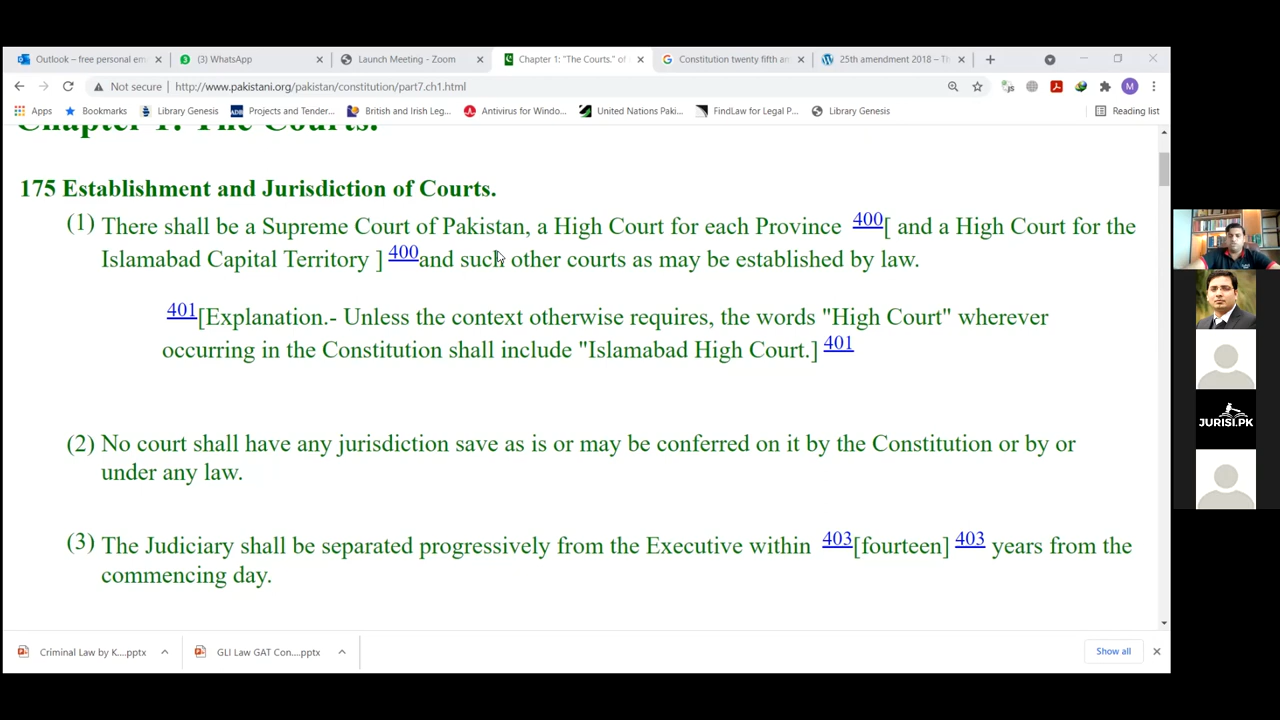 Outlook – free personal em
(3) WhatsApp
Launch Meeting - Zoom
Chapter 1: "The Courts." of
Constitution twenty fifth an
25th amendment 2018 – Th
Not secure | http://www.pakistani.org/pakistan/constitution/part7.ch1.html
M
Apps
Bookmarks
Library Genesis
ADB
Projects and Tender...
British and Irish Leg...
Antivirus for Windo...
United Nations Paki...
FindLaw for Legal P...
Library Genesis
Reading list
Chapter 1: The Courts.
175 Establishment and Jurisdiction of Courts.
(1) There shall be a Supreme Court of Pakistan, a High Court for each Province 400[ and a High Court for the
Islamabad Capital Territory ] 400and such other courts as may be established by law.
401[Explanation.- Unless the context otherwise requires, the words "High Court" wherever
occurring in the Constitution shall include "Islamabad High Court.] 401
(2) No court shall have any jurisdiction save as is or may be conferred on it by the Constitution or by or
under any law.
(3) The Judiciary shall be separated progressively from the Executive within 403[fourteen] 403 years from the
commencing day.
JURISI.PK
Criminal Law by K....pptx
GLI Law GAT Con....pptx
Show all